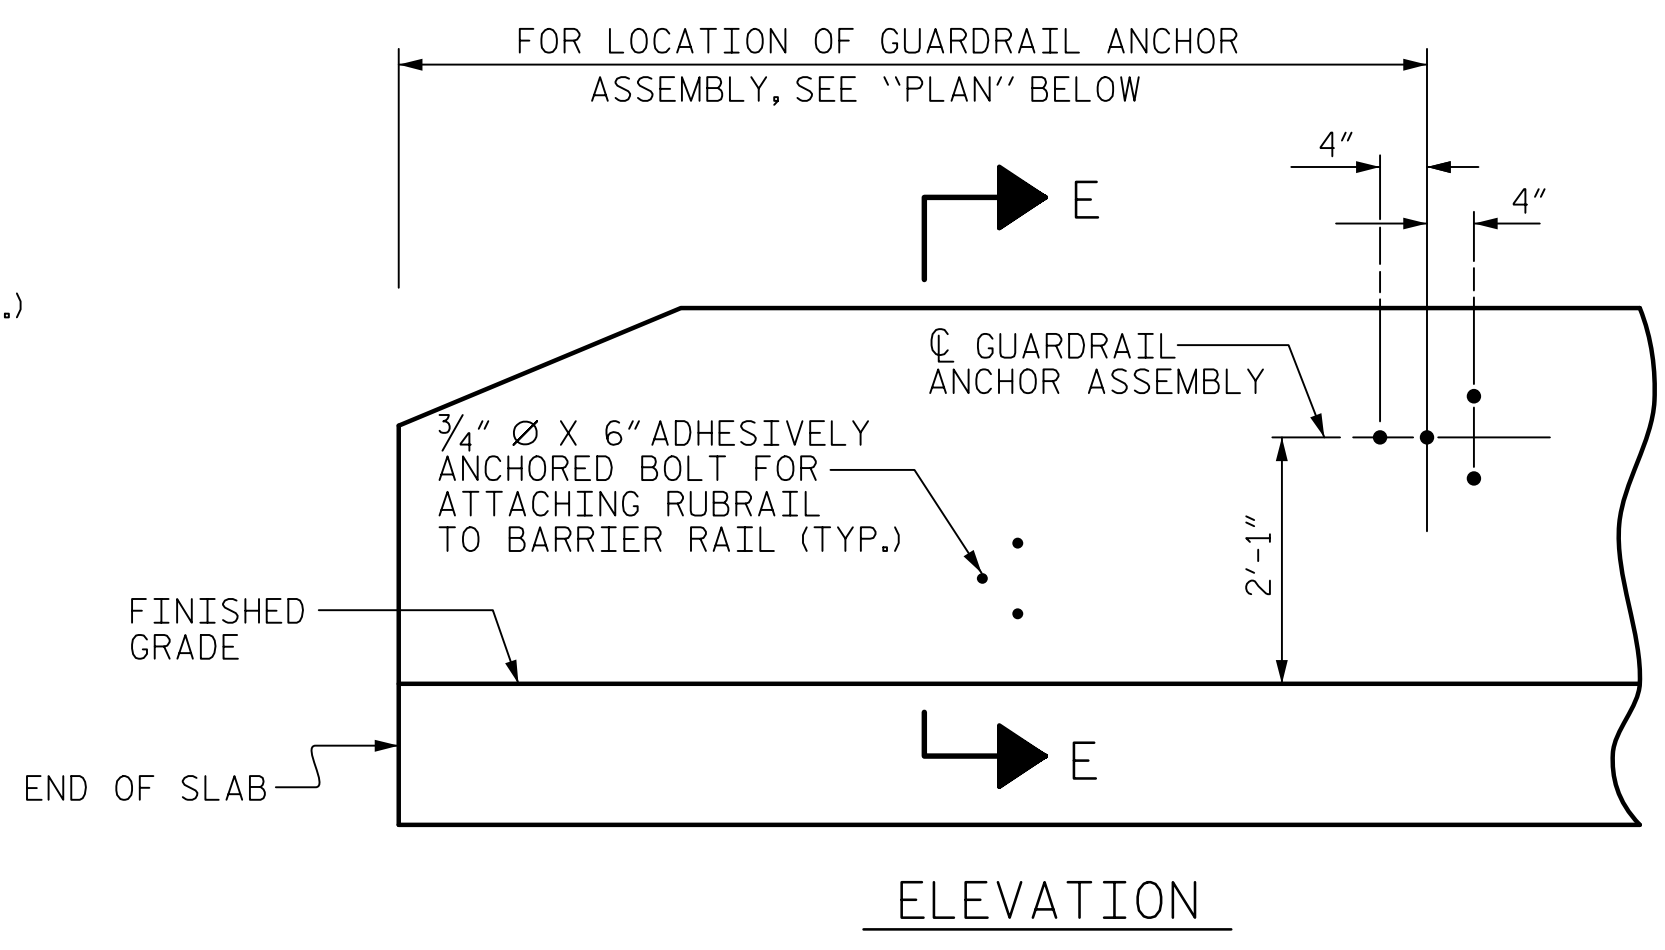 FOR LOCATION OF GUARDRAIL ANCHOR
ASSEMBLY, SEE ‶PLAN″ BELOW
4″
4″
E
.)
℄ GUARDRAIL
ANCHOR ASSEMBLY
¾″ Ø X 6″ ADHESIVELY
ANCHORED BOLT FOR
ATTACHING RUBRAIL
TO BARRIER RAIL (TYP.)
2′-1″
FINISHED
GRADE
E
END OF SLAB
ELEVATION